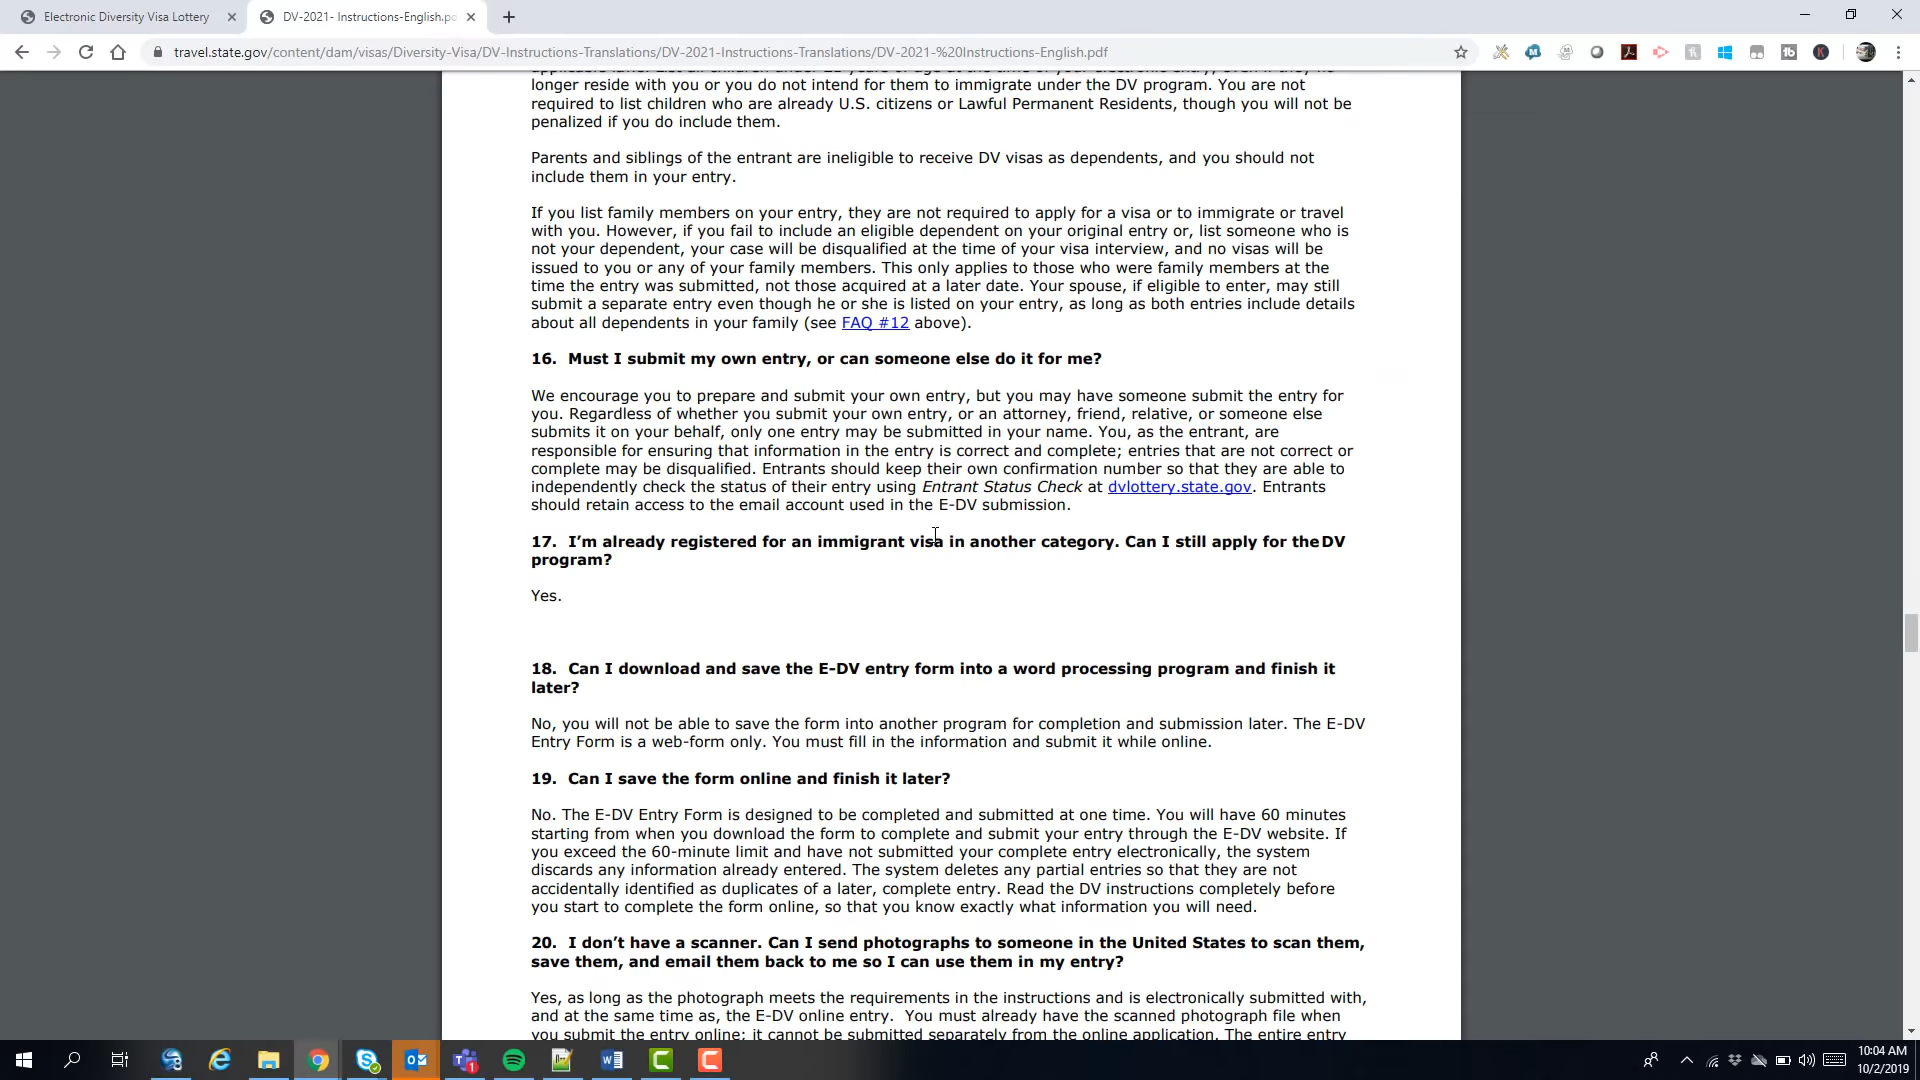 Electronic Diversity Visa Lottery
DV-2021- Instructions-English.pd
travel.state.gov/content/dam/visas/Diversity-Visa/DV-Instructions-Translations/DV-2021-Instructions-Translations/DV-2021-%20Instructions-English.pdf
longer reside with you or you do not intend for them to immigrate under the DV program. You are not
required to list children who are already U.S. citizens or Lawful Permanent Residents, though you will not be
penalized if you do include them.
Parents and siblings of the entrant are ineligible to receive DV visas as dependents, and you should not
include them in your entry.
If you list family members on your entry, they are not required to apply for a visa or to immigrate or travel
with you. However, if you fail to include an eligible dependent on your original entry or, list someone who is
not your dependent, your case will be disqualified at the time of your visa interview, and no visas will be
issued to you or any of your family members. This only applies to those who were family members at the
time the entry was submitted, not those acquired at a later date. Your spouse, if eligible to enter, may still
submit a separate entry even though he or she is listed on your entry, as long as both entries include details
about all dependents in your family (see FAQ #12 above).
16. Must I submit my own entry, or can someone else do it for me?
We encourage you to prepare and submit your own entry, but you may have someone submit the entry for
you. Regardless of whether you submit your own entry, or an attorney, friend, relative, or someone else
submits it on your behalf, only one entry may be submitted in your name. You, as the entrant, are
responsible for ensuring that information in the entry is correct and complete; entries that are not correct or
complete may be disqualified. Entrants should keep their own confirmation number so that they are able to
independently check the status of their entry using Entrant Status Check at dvlottery.state.gov. Entrants
should retain access to the email account used in the E-DV submission.
17. I’m already registered for an immigrant visa in another category. Can I still apply for the DV
program?
Yes.
18. Can I download and save the E-DV entry form into a word processing program and finish it
later?
No, you will not be able to save the form into another program for completion and submission later. The E-DV
Entry Form is a web-form only. You must fill in the information and submit it while online.
19. Can I save the form online and finish it later?
No. The E-DV Entry Form is designed to be completed and submitted at one time. You will have 60 minutes
starting from when you download the form to complete and submit your entry through the E-DV website. If
you exceed the 60-minute limit and have not submitted your complete entry electronically, the system
discards any information already entered. The system deletes any partial entries so that they are not
accidentally identified as duplicates of a later, complete entry. Read the DV instructions completely before
you start to complete the form online, so that you know exactly what information you will need.
20. I don’t have a scanner. Can I send photographs to someone in the United States to scan them,
save them, and email them back to me so I can use them in my entry?
Yes, as long as the photograph meets the requirements in the instructions and is electronically submitted with,
and at the same time as, the E-DV online entry. You must already have the scanned photograph file when
you submit the entry online; it cannot be submitted separately from the online application. The entire entry
10:04 AM
10/2/2019